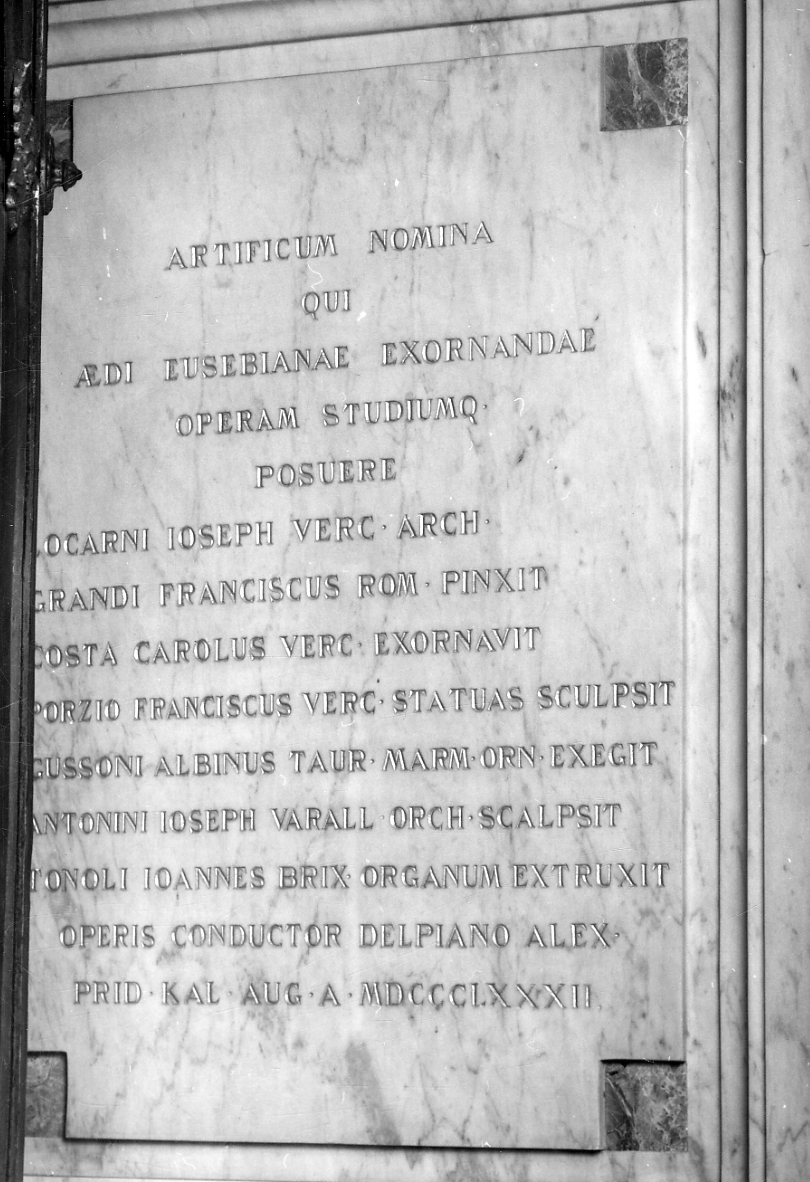 ARTIFICUM NOMINA
QUI
ÆDI EUSEBIANAE EXORNANDAE
OPERAM STUDIUMQ·
POSUERE
LOCARNI IOSEPH VERC· ARCH·
GRANDI FRANCISCUS ROM· PINXIT
COSTA CAROLUS VERC· EXORNAVIT
PORZIO FRANCISCUS VERC· STATUAS SCULPSIT
GUSSONI ALBINUS TAUR· MARM·ORN·EXEGIT
ANTONINI IOSEPH VARALL·ORCH·SCALPSIT
TONOLI IOANNES BRIX· ORGANUM EXTRUXIT
OPERIS CONDUCTOR DELPIANO ALEX·
PRID·KAL·AUG·A·MDCCCLXXXII